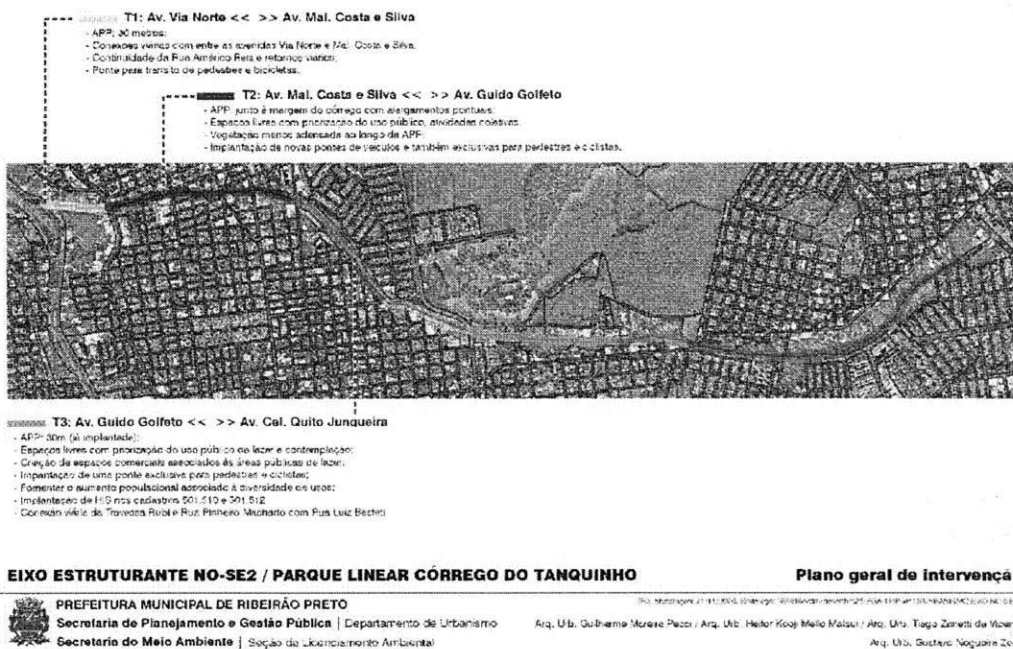 T1: Av. Via Norte << >> Av. Mal. Costa e Silva
- APP: 30 metros;
- Conexões viárias com entre as avenidas Via Norte e Mal. Costa e Silva;
- Continuidade da Rua Américo Reis e retornos viários;
- Ponte para transito de pedestres e bicicletas.
T2: Av. Mal. Costa e Silva << >> Av. Guido Golfeto
- APP: junto à margem do córrego com alargamentos pontuais;
- Espaços livres com priorização do uso público, atividades coletivas.
- Vegetação menos adensada ao longo da APP;
- Implantação de novas pontes de veículos e também exclusivas para pedestres e ciclistas.
T3: Av. Guido Golfeto << >> Av. Cel. Quito Junqueira
- APP: 30m (já implantada);
- Espaços livres com priorização do uso público de lazer e contemplação;
- Criação de espaços comerciais associados às áreas públicas de lazer;
- Implantação de uma ponte exclusiva para pedestres e ciclistas;
- Fomentar o aumento populacional associado à diversidade de usos;
- Implantação de HIS nos cadastros 501.510 e 301.512
- Conexão viária da Travessa Rubi e Rua Pinheiro Machado com Rua Luiz Barteti
EIXO ESTRUTURANTE NO-SE2 / PARQUE LINEAR CÓRREGO DO TANQUINHO
Plano geral de intervençã
PREFEITURA MUNICIPAL DE RIBEIRÃO PRETO
Secretaria de Planejamento e Gestão Pública | Departamento de Urbanismo
Arq. Urb. Guilherme Moreira Pecci / Arq. Urb. Heitor Kooji Mello Matsui / Arq. Urb. Tiago Zanetti de
Secretaria do Meio Ambiente | Seção de Licenciamento Ambiental
Arq. Urb. Gustavo Nogueira